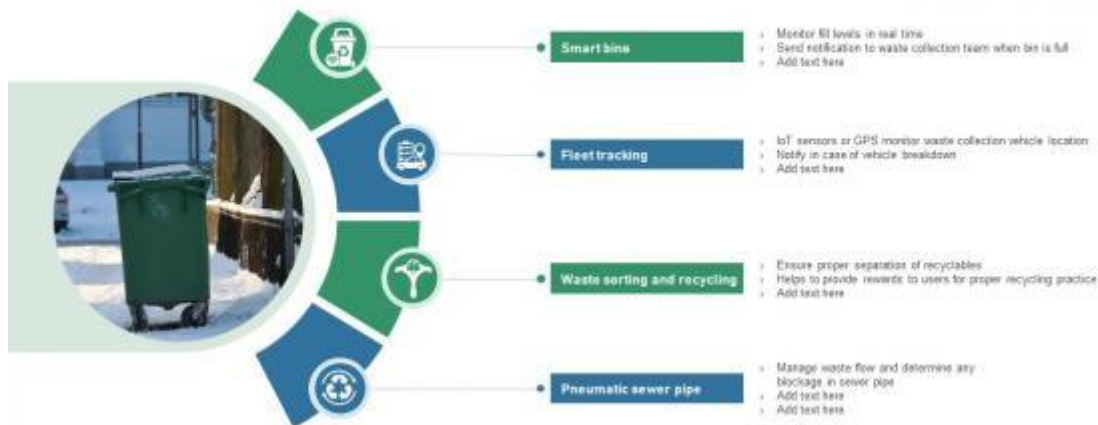 Smart bins
Monitor fill levels in real time
Send notification to waste collection team when bin is full
Add text here
Fleet tracking
IoT sensors or GPS monitor waste collection vehicle location
Notify in case of vehicle breakdown
Add text here
Waste sorting and recycling
Ensure proper separation of recyclables
Helps to provide rewards to users for proper recycling practice
Add text here
Pneumatic sewer pipe
Manage waste flow and determine any
blockage in sewer pipe
Add text here
Add text here